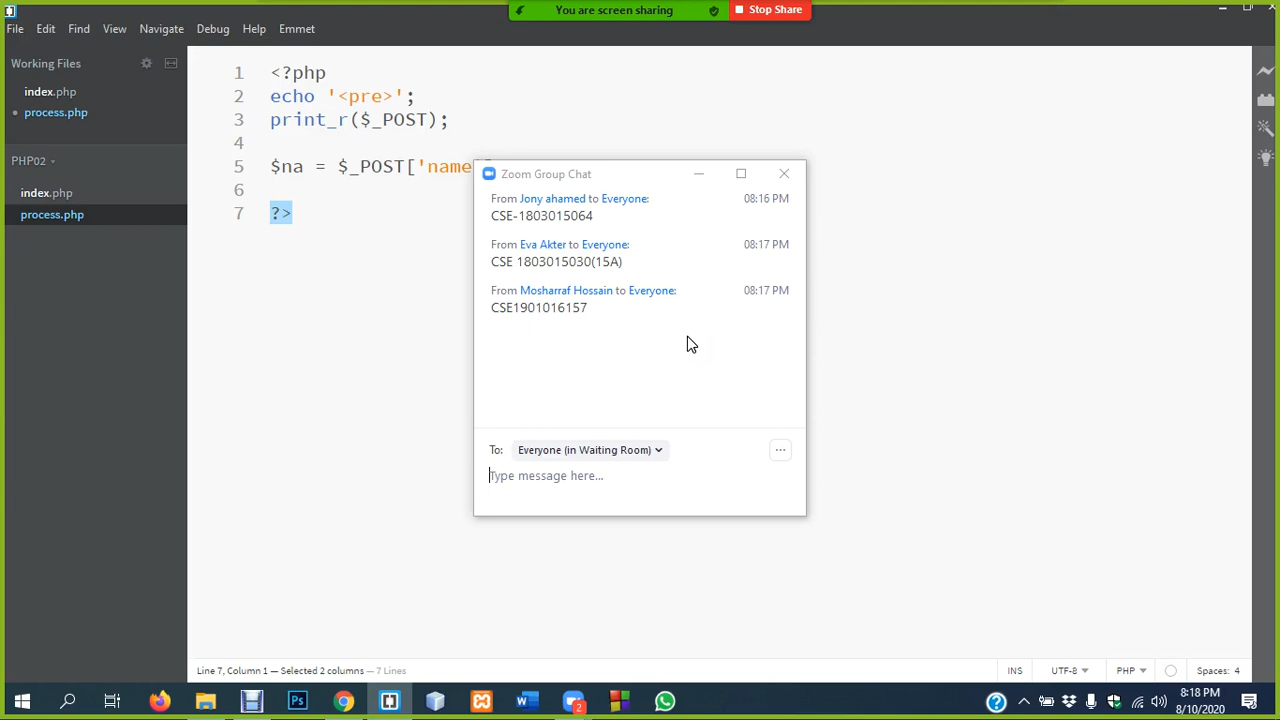 You are screen sharing
Stop Share
File Edit Find View Navigate Debug Help Emmet
Working Files
index.php
process.php
PHP02
index.php
process.php
1 <?php
2 echo '<pre>';
3 print_r($_POST);
4
5 $na = $_POST['name
6
7 ?>
Zoom Group Chat
From Jony ahamed to Everyone: 08:16 PM
CSE-1803015064
From Eva Akter to Everyone: 08:17 PM
CSE 1803015030(15A)
From Mosharraf Hossain to Everyone: 08:17 PM
CSE1901016157
To: Everyone (in Waiting Room)
Type message here...
Line 7, Column 1 — Selected 2 columns — 7 Lines
INS UTF-8 PHP Spaces: 4
Ps
2
8:18 PM
8/10/2020